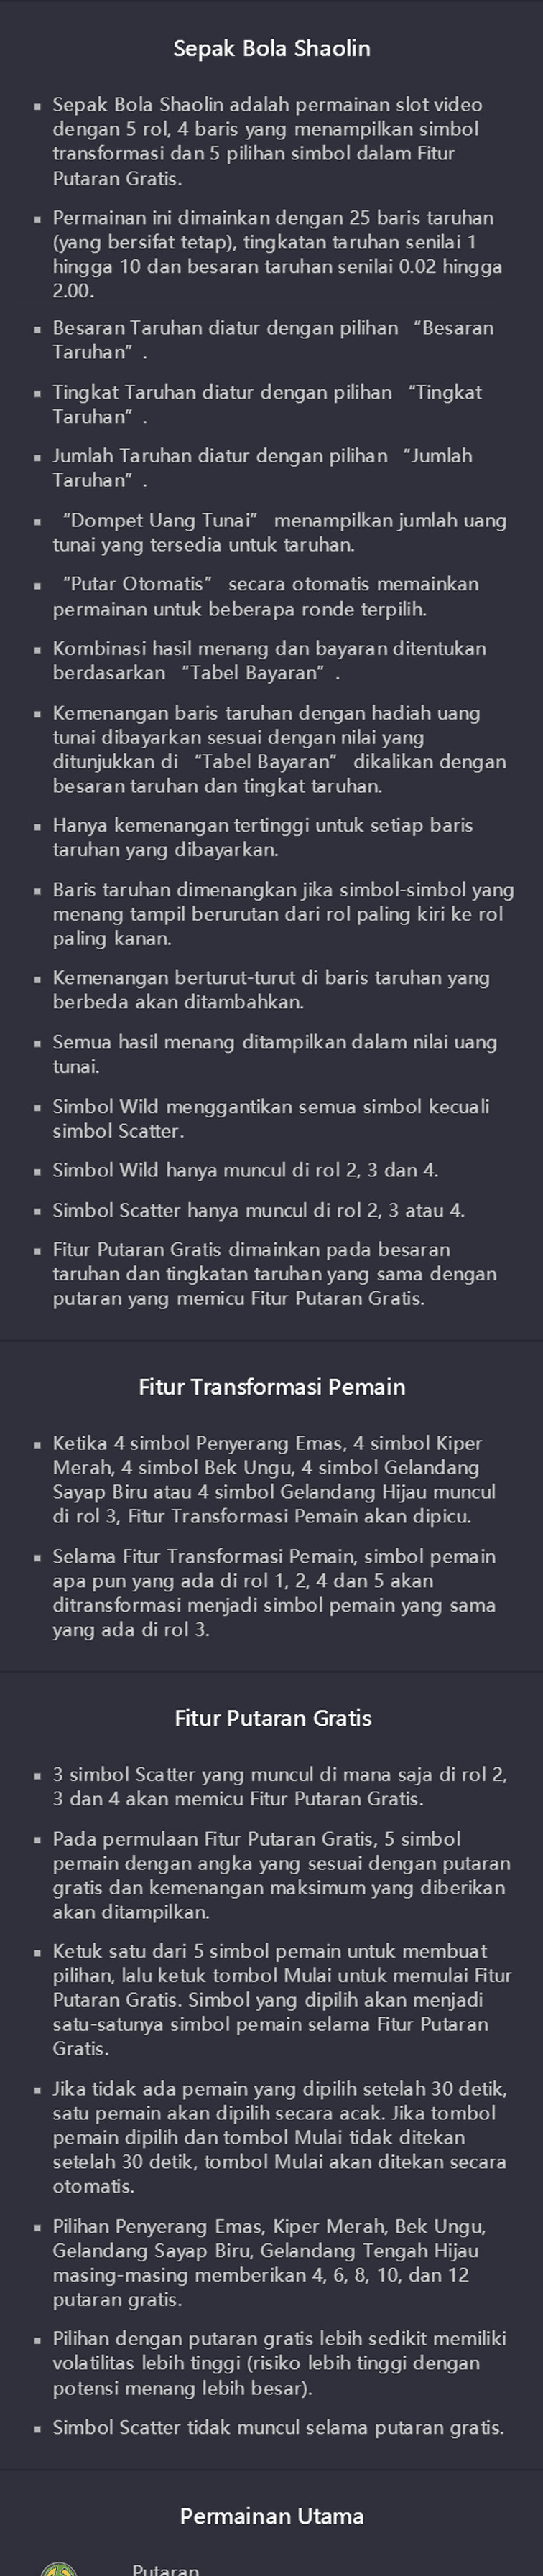 Sepak Bola Shaolin
▪ Sepak Bola Shaolin adalah permainan slot video
dengan 5 rol, 4 baris yang menampilkan simbol
transformasi dan 5 pilihan simbol dalam Fitur
Putaran Gratis.
▪ Permainan ini dimainkan dengan 25 baris taruhan
(yang bersifat tetap), tingkatan taruhan senilai 1
hingga 10 dan besaran taruhan senilai 0.02 hingga
2.00.
▪ Besaran Taruhan diatur dengan pilihan “Besaran
Taruhan” .
▪ Tingkat Taruhan diatur dengan pilihan “Tingkat
Taruhan” .
▪ Jumlah Taruhan diatur dengan pilihan “Jumlah
Taruhan” .
▪ “Dompet Uang Tunai” menampilkan jumlah uang
tunai yang tersedia untuk taruhan.
▪ “Putar Otomatis” secara otomatis memainkan
permainan untuk beberapa ronde terpilih.
▪ Kombinasi hasil menang dan bayaran ditentukan
berdasarkan “Tabel Bayaran” .
▪ Kemenangan baris taruhan dengan hadiah uang
tunai dibayarkan sesuai dengan nilai yang
ditunjukkan di “Tabel Bayaran” dikalikan dengan
besaran taruhan dan tingkat taruhan.
▪ Hanya kemenangan tertinggi untuk setiap baris
taruhan yang dibayarkan.
▪ Baris taruhan dimenangkan jika simbol-simbol yang
menang tampil berurutan dari rol paling kiri ke rol
paling kanan.
▪ Kemenangan berturut-turut di baris taruhan yang
berbeda akan ditambahkan.
▪ Semua hasil menang ditampilkan dalam nilai uang
tunai.
▪ Simbol Wild menggantikan semua simbol kecuali
simbol Scatter.
▪ Simbol Wild hanya muncul di rol 2, 3 dan 4.
▪ Simbol Scatter hanya muncul di rol 2, 3 atau 4.
▪ Fitur Putaran Gratis dimainkan pada besaran
taruhan dan tingkatan taruhan yang sama dengan
putaran yang memicu Fitur Putaran Gratis.
Fitur Transformasi Pemain
▪ Ketika 4 simbol Penyerang Emas, 4 simbol Kiper
Merah, 4 simbol Bek Ungu, 4 simbol Gelandang
Sayap Biru atau 4 simbol Gelandang Hijau muncul
di rol 3, Fitur Transformasi Pemain akan dipicu.
▪ Selama Fitur Transformasi Pemain, simbol pemain
apa pun yang ada di rol 1, 2, 4 dan 5 akan
ditransformasi menjadi simbol pemain yang sama
yang ada di rol 3.
Fitur Putaran Gratis
▪ 3 simbol Scatter yang muncul di mana saja di rol 2,
3 dan 4 akan memicu Fitur Putaran Gratis.
▪ Pada permulaan Fitur Putaran Gratis, 5 simbol
pemain dengan angka yang sesuai dengan putaran
gratis dan kemenangan maksimum yang diberikan
akan ditampilkan.
▪ Ketuk satu dari 5 simbol pemain untuk membuat
pilihan, lalu ketuk tombol Mulai untuk memulai Fitur
Putaran Gratis. Simbol yang dipilih akan menjadi
satu-satunya simbol pemain selama Fitur Putaran
Gratis.
▪ Jika tidak ada pemain yang dipilih setelah 30 detik,
satu pemain akan dipilih secara acak. Jika tombol
pemain dipilih dan tombol Mulai tidak ditekan
setelah 30 detik, tombol Mulai akan ditekan secara
otomatis.
▪ Pilihan Penyerang Emas, Kiper Merah, Bek Ungu,
Gelandang Sayap Biru, Gelandang Tengah Hijau
masing-masing memberikan 4, 6, 8, 10, dan 12
putaran gratis.
▪ Pilihan dengan putaran gratis lebih sedikit memiliki
volatilitas lebih tinggi (risiko lebih tinggi dengan
potensi menang lebih besar).
▪ Simbol Scatter tidak muncul selama putaran gratis.
Permainan Utama
Putaran